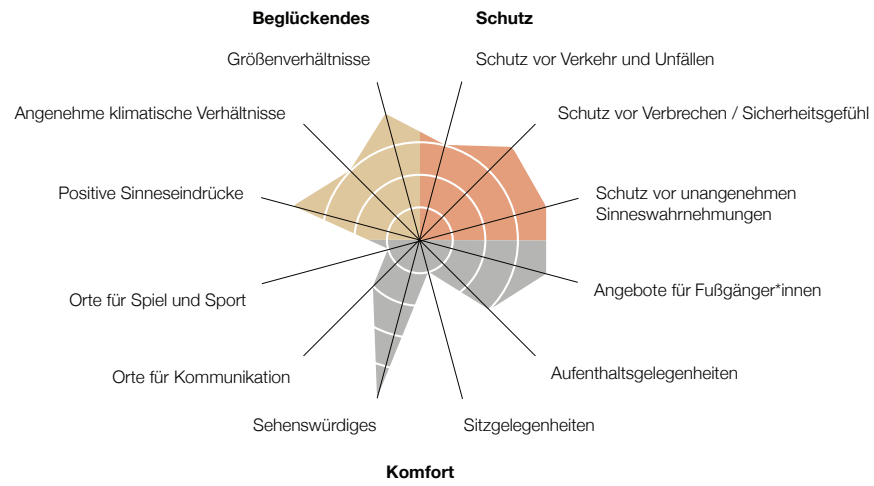 Beglückendes
Schutz
Größenverhältnisse
Schutz vor Verkehr und Unfällen
Angenehme klimatische Verhältnisse
Schutz vor Verbrechen / Sicherheitsgefühl
Positive Sinneseindrücke
Schutz vor unangenehmen
Sinneswahrnehmungen
Orte für Spiel und Sport
Angebote für Fußgänger*innen
Orte für Kommunikation
Aufenthaltsgelegenheiten
Sehenswürdiges
Sitzgelegenheiten
Komfort